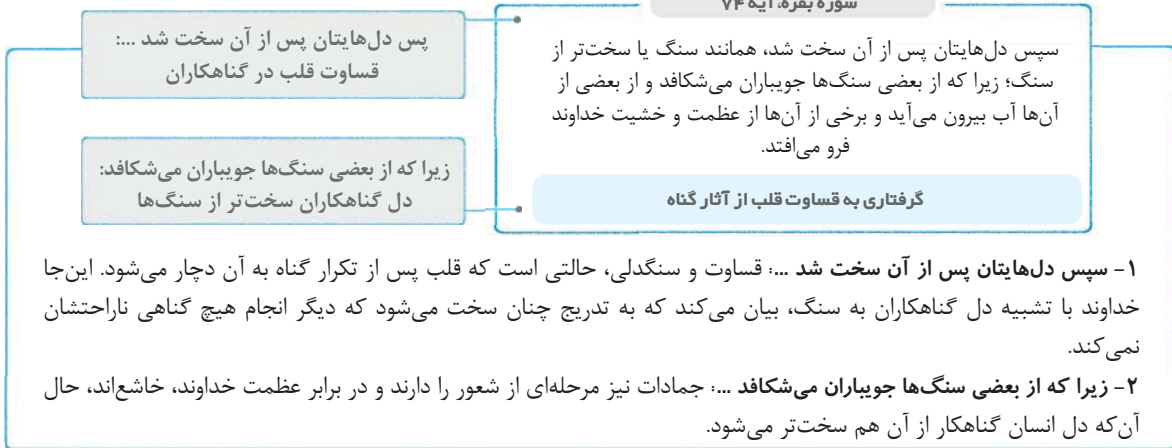 سوره بقره، آیه ۷۴
سپس دل‌هایتان پس از آن سخت شد، همانند سنگ یا سخت‌تر از
سنگ؛ زیرا که از بعضی سنگ‌ها جویباران می‌شکافد و از بعضی از
آن‌ها آب بیرون می‌آید و برخی از آن‌ها از عظمت و خشیت خداوند
فرو می‌افتد.
گرفتاری به قساوت قلب از آثار گناه
پس دل‌هایتان پس از آن سخت شد ...:
قساوت قلب در گناهکاران
زیرا که از بعضی سنگ‌ها جویباران می‌شکافد:
دل گناهکاران سخت‌تر از سنگ‌ها
۱- سپس دل‌هایتان پس از آن سخت شد ...: قساوت و سنگدلی، حالتی است که قلب پس از تکرار گناه به آن دچار می‌شود. این‌جا
خداوند با تشبیه دل گناهکاران به سنگ، بیان می‌کند که به تدریج چنان سخت می‌شود که دیگر انجام هیچ گناهی ناراحتشان
نمی‌کند.
۲- زیرا که از بعضی سنگ‌ها جویباران می‌شکافد ...: جمادات نیز مرحله‌ای از شعور را دارند و در برابر عظمت خداوند، خاشع‌اند، حال
آن‌که دل انسان گناهکار از آن هم سخت‌تر می‌شود.